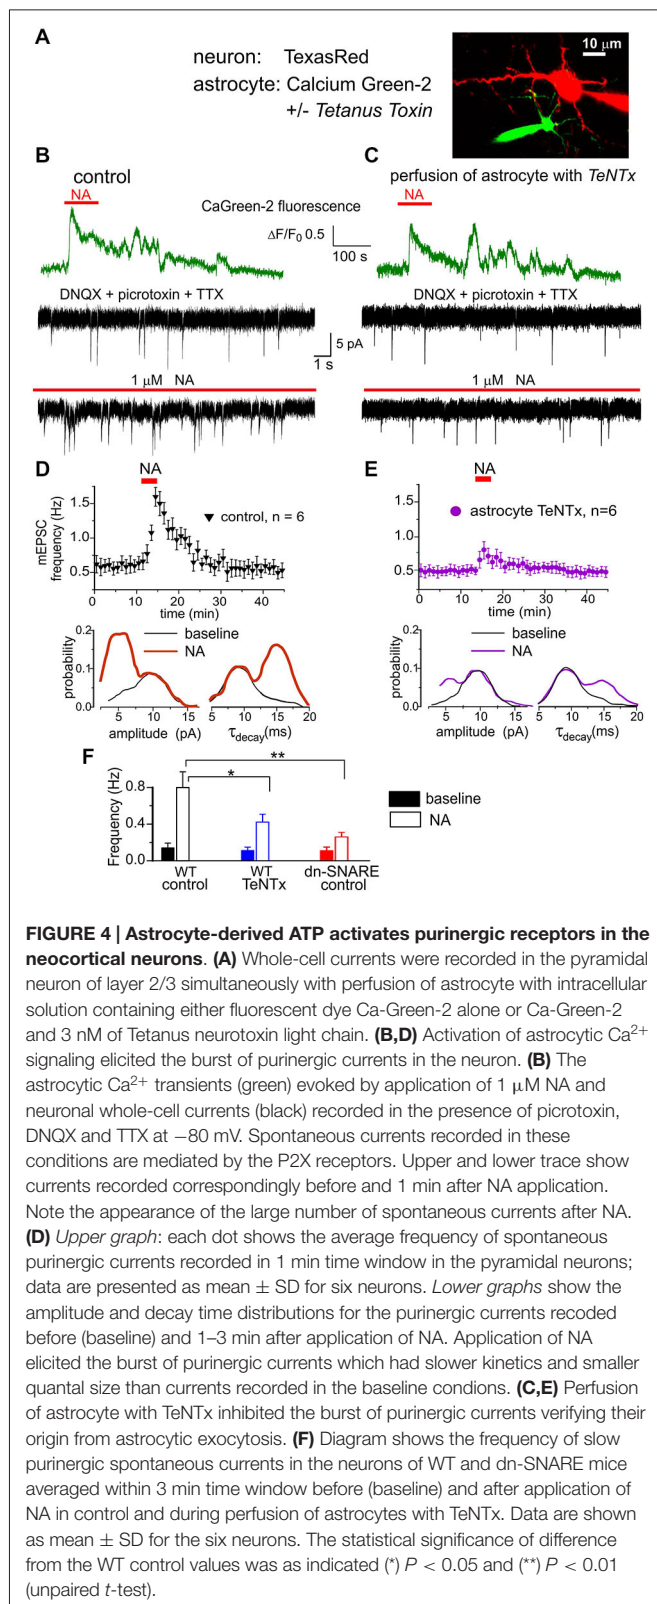 A
neuron: TexasRed
astrocyte: Calcium Green-2
+/- Tetanus Toxin
10 μm
B
control
NA
C
perfusion of astrocyte with TeNTx
NA
CaGreen-2 fluorescence
ΔF/F0 0.5
100 s
DNQX + picrotoxin + TTX
DNQX + picrotoxin + TTX
5 pA
1 s
1 μM NA
1 μM NA
D
NA
1.5
1.0
0.5
mEPSC
frequency (Hz)
control, n = 6
0 10 20 30 40
time (min)
E
NA
1.5
1.0
0.5
astrocyte TeNTx, n=6
0 10 20 30 40
time (min)
probability
0.2
0.1
0.0
baseline
NA
5 10 15
amplitude (pA)
5 10 15 20
τdecay(ms)
probability
0.2
0.1
0.0
baseline
NA
5 10 15
amplitude (pA)
5 10 15 20
τdecay(ms)
F
Frequency (Hz)
0.8
0.4
0.0
**
*
WT
control
WT
TeNTx
dn-SNARE
control
baseline
NA
FIGURE 4 | Astrocyte-derived ATP activates purinergic receptors in the
neocortical neurons. (A) Whole-cell currents were recorded in the pyramidal
neuron of layer 2/3 simultaneously with perfusion of astrocyte with intracellular
solution containing either fluorescent dye Ca-Green-2 alone or Ca-Green-2
and 3 nM of Tetanus neurotoxin light chain. (B,D) Activation of astrocytic Ca2+
signaling elicited the burst of purinergic currents in the neuron. (B) The
astrocytic Ca2+ transients (green) evoked by application of 1 μM NA and
neuronal whole-cell currents (black) recorded in the presence of picrotoxin,
DNQX and TTX at −80 mV. Spontaneous currents recorded in these
conditions are mediated by the P2X receptors. Upper and lower trace show
currents recorded correspondingly before and 1 min after NA application.
Note the appearance of the large number of spontaneous currents after NA.
(D) Upper graph: each dot shows the average frequency of spontaneous
purinergic currents recorded in 1 min time window in the pyramidal neurons;
data are presented as mean ± SD for six neurons. Lower graphs show the
amplitude and decay time distributions for the purinergic currents recoded
before (baseline) and 1–3 min after application of NA. Application of NA
elicited the burst of purinergic currents which had slower kinetics and smaller
quantal size than currents recorded in the baseline condions. (C,E) Perfusion
of astrocyte with TeNTx inhibited the burst of purinergic currents verifying their
origin from astrocytic exocytosis. (F) Diagram shows the frequency of slow
purinergic spontaneous currents in the neurons of WT and dn-SNARE mice
averaged within 3 min time window before (baseline) and after application of
NA in control and during perfusion of astrocytes with TeNTx. Data are shown
as mean ± SD for the six neurons. The statistical significance of difference
from the WT control values was as indicated (*) P < 0.05 and (**) P < 0.01
(unpaired t-test).